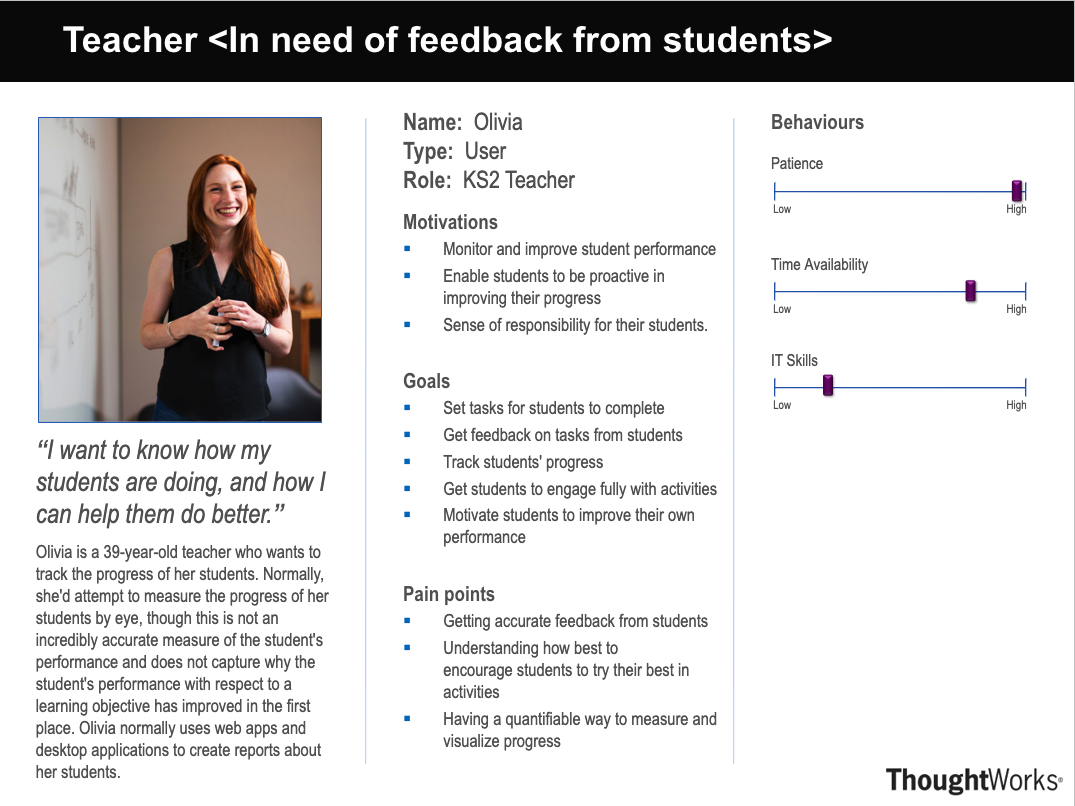 Teacher <In need of feedback from students>
“I want to know how my
students are doing, and how I
can help them do better.”
Olivia is a 39-year-old teacher who wants to
track the progress of her students. Normally,
she'd attempt to measure the progress of her
students by eye, though this is not an
incredibly accurate measure of the student's
performance and does not capture why the
student's performance with respect to a
learning objective has improved in the first
place. Olivia normally uses web apps and
desktop applications to create reports about
her students.
Name: Olivia
Type: User
Role: KS2 Teacher
Motivations
▪ Monitor and improve student performance
▪ Enable students to be proactive in
improving their progress
▪ Sense of responsibility for their students.
Goals
▪ Set tasks for students to complete
▪ Get feedback on tasks from students
▪ Track students' progress
▪ Get students to engage fully with activities
▪ Motivate students to improve their own
performance
Pain points
▪ Getting accurate feedback from students
▪ Understanding how best to
encourage students to try their best in
activities
▪ Having a quantifiable way to measure and
visualize progress
Behaviours
Patience
Low High
Time Availability
Low High
IT Skills
Low High
ThoughtWorks®